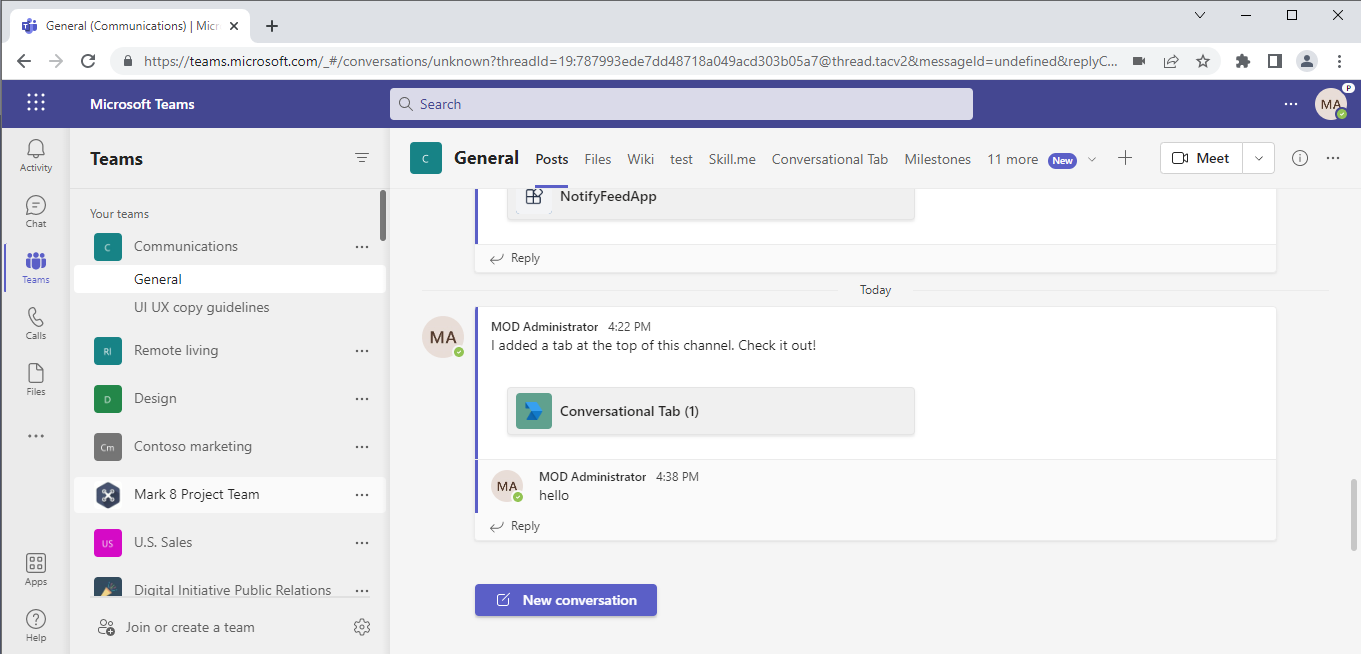 General (Communications) | Micr
https://teams.microsoft.com/_#/conversations/unknown?threadId=19:787993ede7dd48718a049acd303b05a7@thread.tacv2&messageId=undefined&replyC...
Microsoft Teams
Search
MA
P
Activity
Chat
Teams
Calls
Files
Apps
Help
Teams
Your teams
C Communications
General
UI UX copy guidelines
RI Remote living
D Design
Cm Contoso marketing
Mark 8 Project Team
US U.S. Sales
Digital Initiative Public Relations
Join or create a team
C General Posts Files Wiki test Skill.me Conversational Tab Milestones 11 more New Meet
NotifyFeedApp
Reply
Today
MA
MOD Administrator 4:22 PM
I added a tab at the top of this channel. Check it out!
Conversational Tab (1)
MA
MOD Administrator 4:38 PM
hello
Reply
New conversation